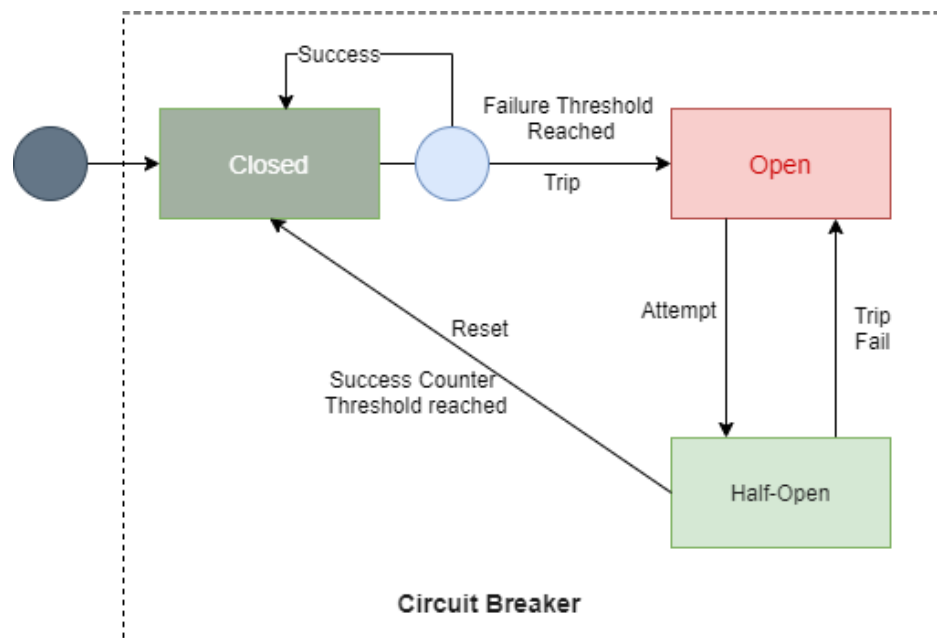 Success
Failure Threshold
Reached
Closed
Open
Trip
Attempt
Trip
Fail
Reset
Success Counter
Threshold reached
Half-Open
Circuit Breaker